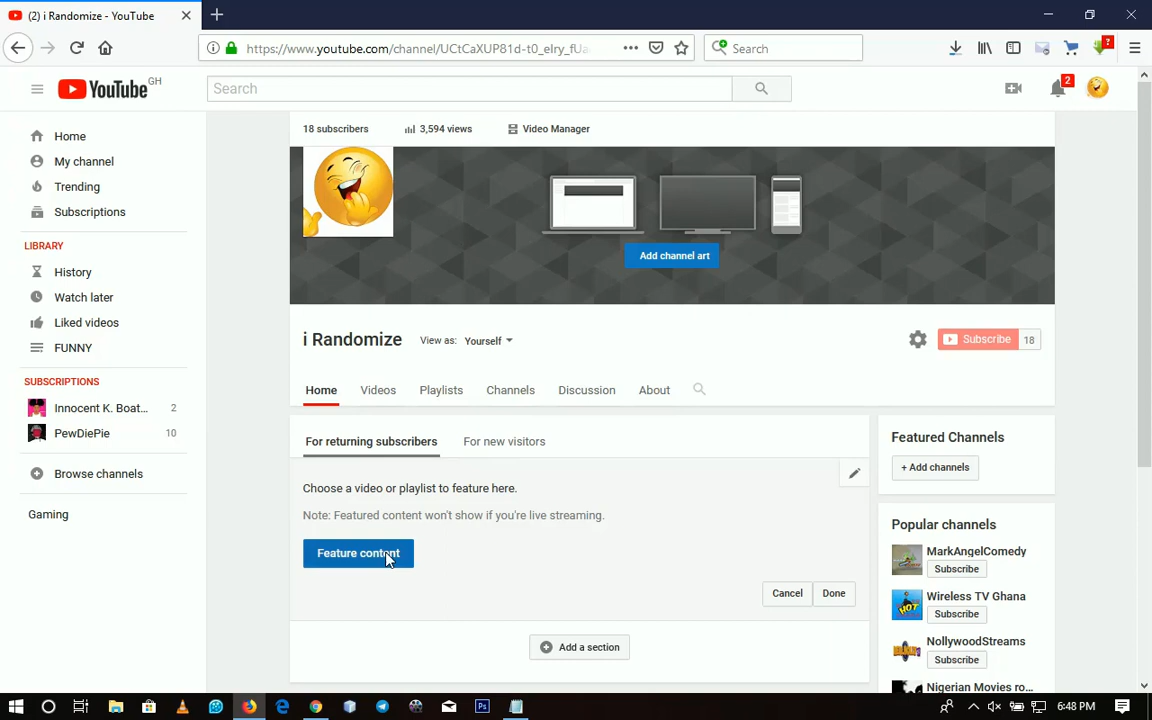 (2) i Randomize - YouTube
https://www.youtube.com/channel/UCtCaXUP81d-t0_elry_fUa
Search
?
YouTube GH
Search
2
Home
My channel
Trending
Subscriptions
LIBRARY
History
Watch later
Liked videos
FUNNY
SUBSCRIPTIONS
Innocent K. Boat... 2
PewDiePie 10
Browse channels
Gaming
18 subscribers 3,594 views Video Manager
Add channel art
i Randomize View as: Yourself
Subscribe 18
Home Videos Playlists Channels Discussion About
For returning subscribers For new visitors
Choose a video or playlist to feature here.
Note: Featured content won't show if you're live streaming.
Feature content
Cancel Done
Add a section
Featured Channels
+ Add channels
Popular channels
MarkAngelComedy
Subscribe
Wireless TV Ghana
Subscribe
NollywoodStreams
Subscribe
Nigerian Movies ro...
Ps
6:48 PM